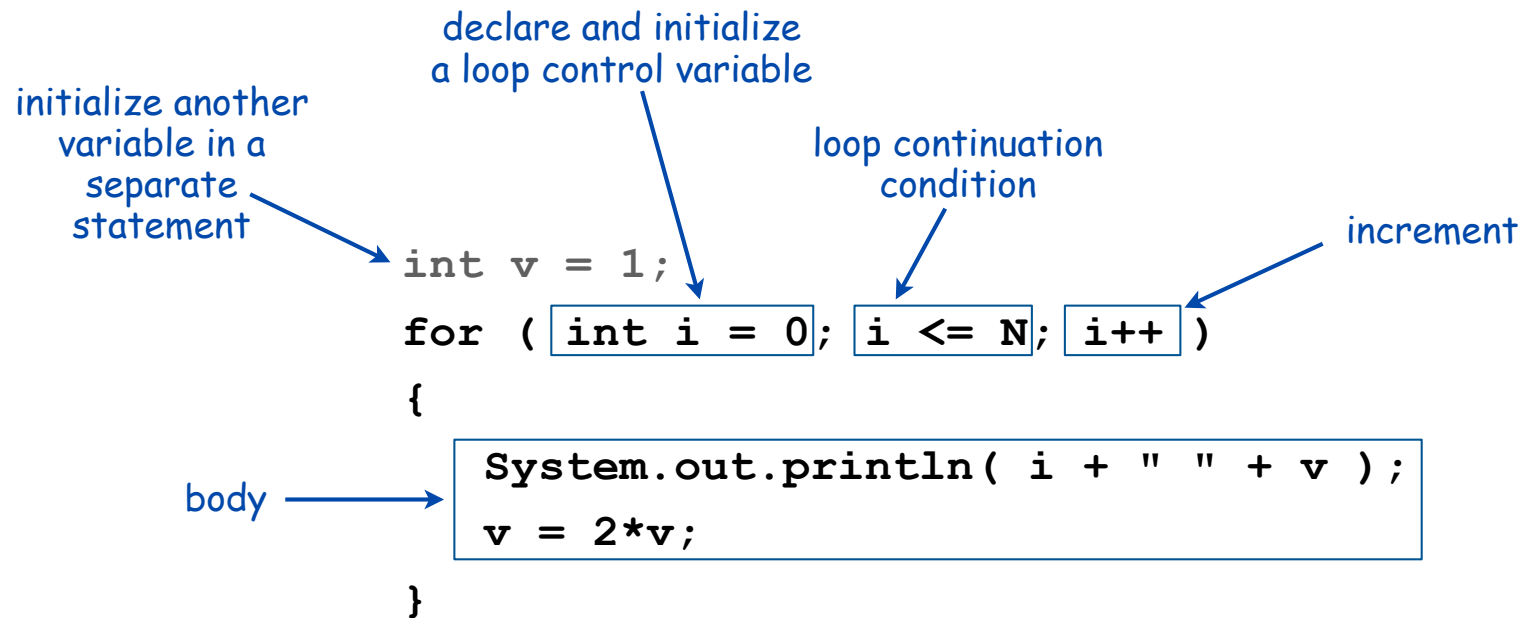 declare and initialize
a loop control variable
initialize another
variable in a
separate
statement
loop continuation
condition
increment
int v = 1;
for ( int i = 0; i <= N; i++ )
{
System.out.println( i + " " + v );
v = 2*v;
body
}